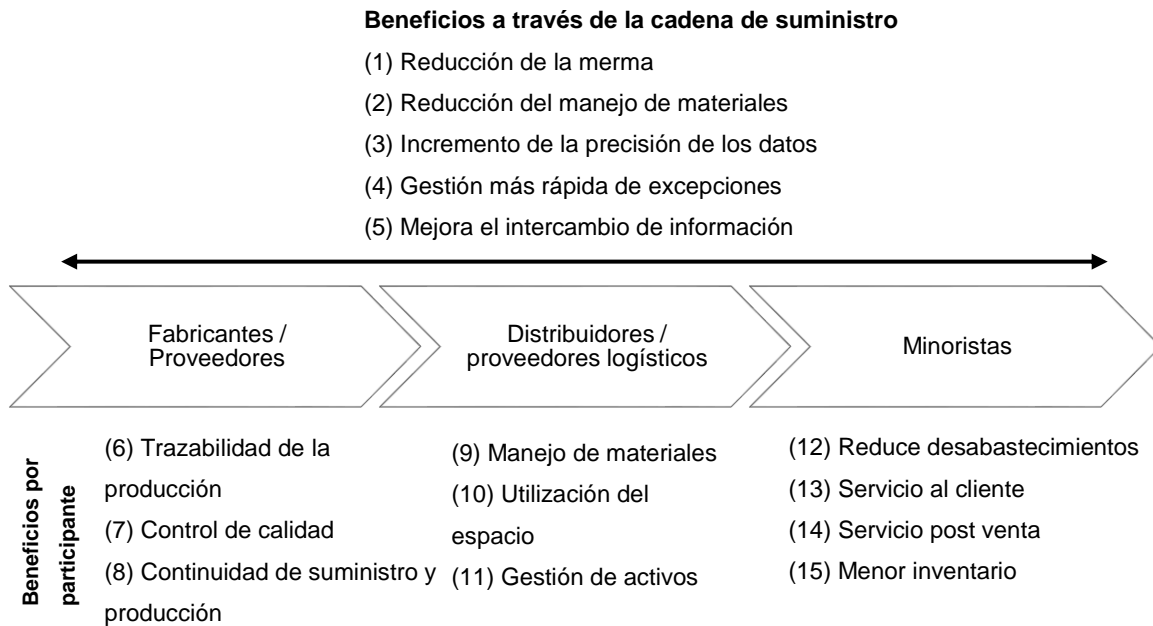 Beneficios a través de la cadena de suministro
(1) Reducción de la merma
(2) Reducción del manejo de materiales
(3) Incremento de la precisión de los datos
(4) Gestión más rápida de excepciones
(5) Mejora el intercambio de información
Fabricantes /
Proveedores
Distribuidores /
proveedores logísticos
Minoristas
Beneficios por
participante
(6) Trazabilidad de la
producción
(7) Control de calidad
(8) Continuidad de suministro y
producción
(9) Manejo de materiales
(10) Utilización del
espacio
(11) Gestión de activos
(12) Reduce desabastecimientos
(13) Servicio al cliente
(14) Servicio post venta
(15) Menor inventario